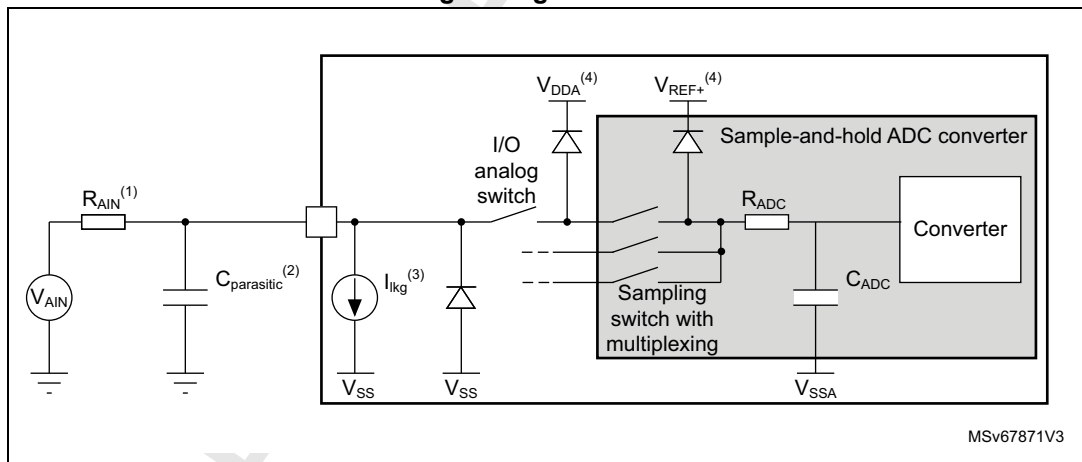 V_DDA^(4)
V_REF+^(4)
Sample-and-hold ADC converter
I/O
analog
switch
R_AIN^(1)
R_ADC
Converter
V_AIN
C_parasitic^(2)
I_lkg^(3)
C_ADC
Sampling
switch with
multiplexing
V_SS
V_SS
V_SSA
MSv67871V3